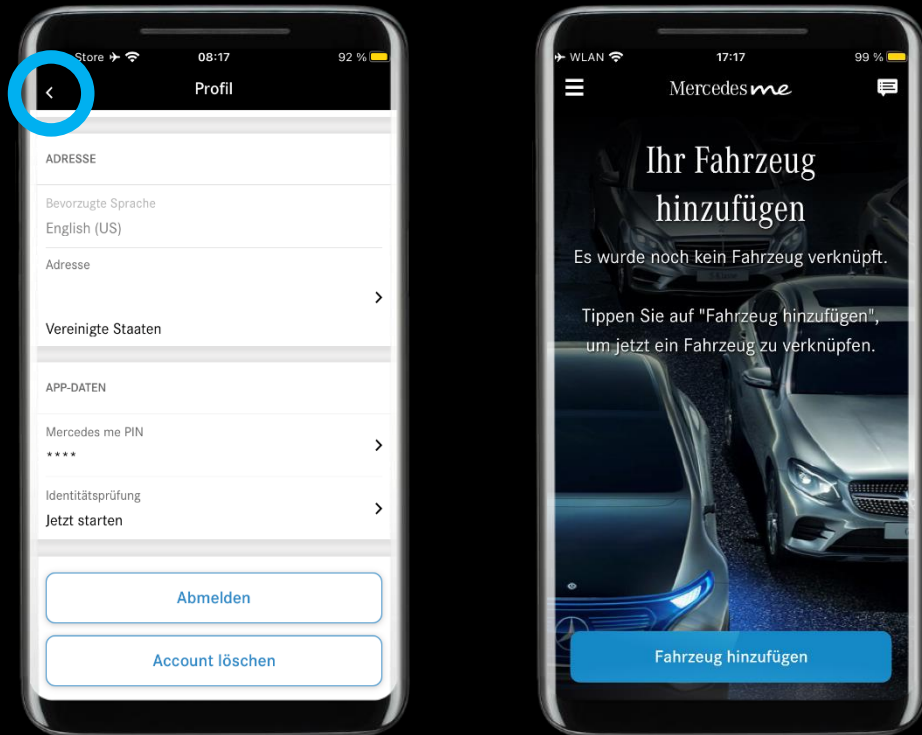 Store 08:17 92 %
Profil
ADRESSE
Bevorzugte Sprache
English (US)
Adresse
Vereinigte Staaten
APP-DATEN
Mercedes me PIN
****
Identitätsprüfung
Jetzt starten
Abmelden
Account löschen
WLAN 17:17 99 %
Mercedes me
Ihr Fahrzeug
hinzufügen
Es wurde noch kein Fahrzeug verknüpft.
Tippen Sie auf "Fahrzeug hinzufügen",
um jetzt ein Fahrzeug zu verknüpfen.
Fahrzeug hinzufügen